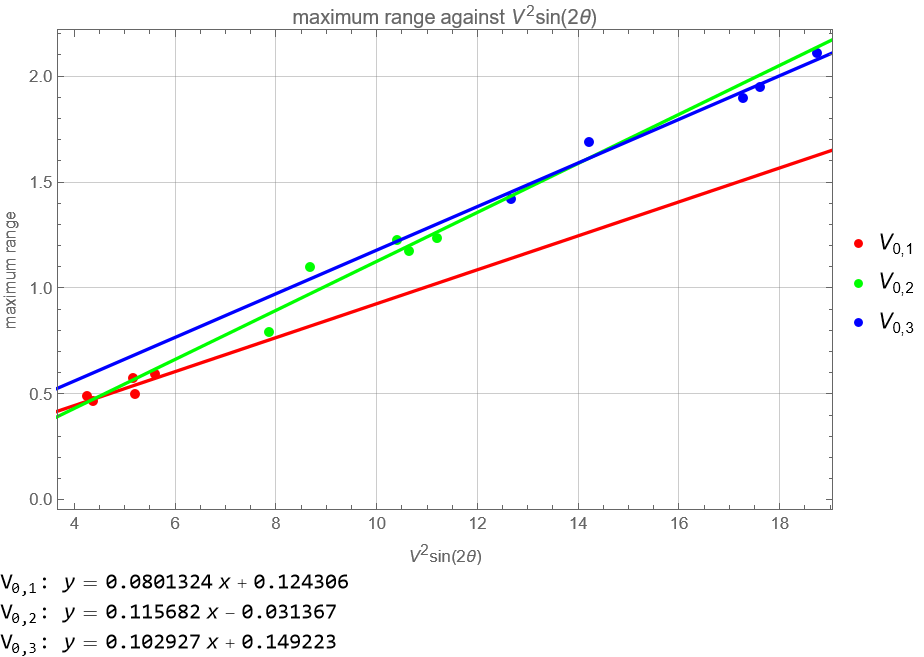 maximum range against V²sin(2θ)
maximum range
2.0
1.5
1.0
0.5
0.0
4 6 8 10 12 14 16 18
V²sin(2θ)
V0,1
V0,2
V0,3
V0,1: y = 0.0801324 x + 0.124306
V0,2: y = 0.115682 x − 0.031367
V0,3: y = 0.102927 x + 0.149223